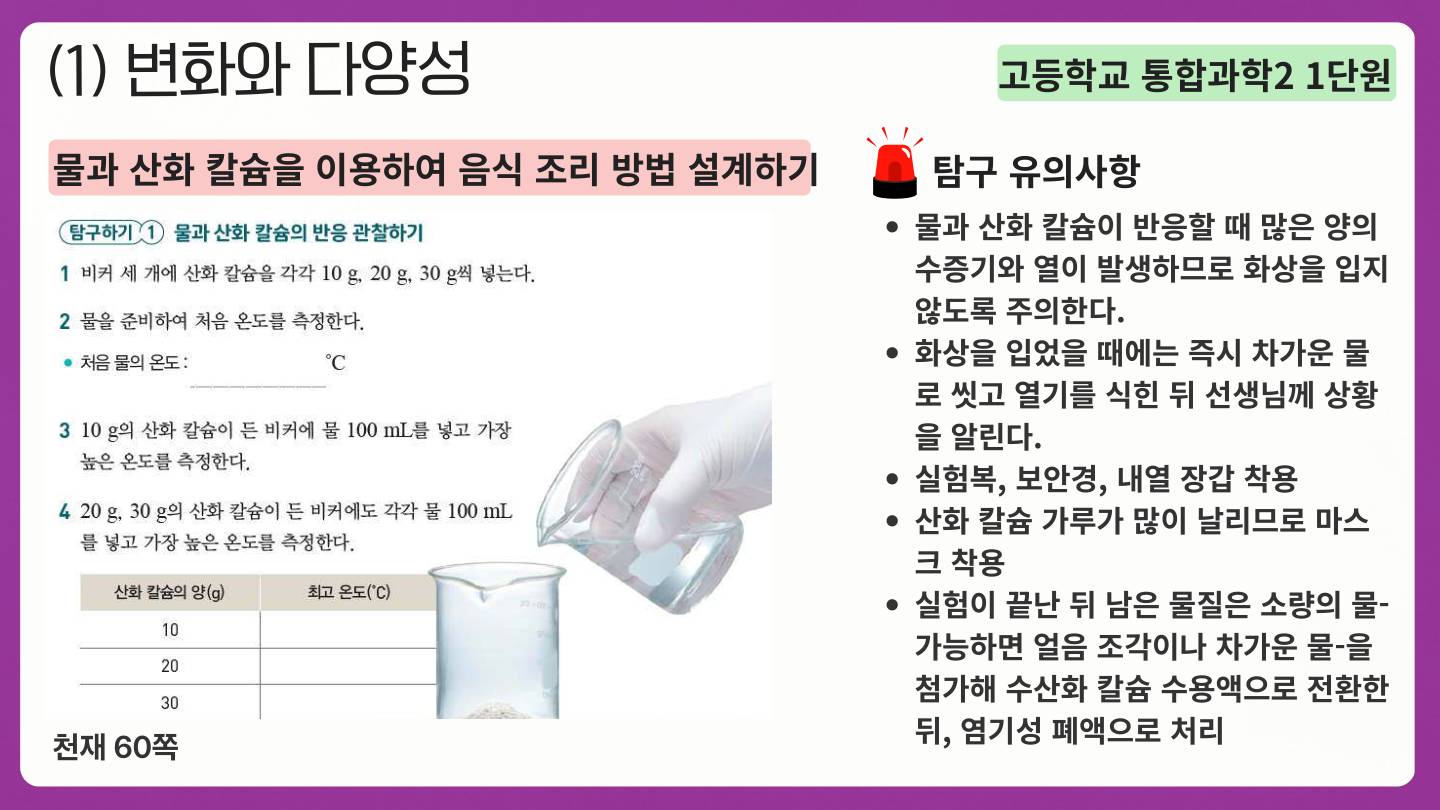 (1) 변화와 다양성
고등학교 통합과학2 1단원
물과 산화 칼슘을 이용하여 음식 조리 방법 설계하기
탐구하기 1 물과 산화 칼슘의 반응 관찰하기
1 비커 세 개에 산화 칼슘을 각각 10 g, 20 g, 30 g씩 넣는다.
2 물을 준비하여 처음 온도를 측정한다.
• 처음 물의 온도 : ℃
3 10 g의 산화 칼슘이 든 비커에 물 100 mL를 넣고 가장
높은 온도를 측정한다.
4 20 g, 30 g의 산화 칼슘이 든 비커에도 각각 물 100 mL
를 넣고 가장 높은 온도를 측정한다.
산화 칼슘의 양(g) 최고 온도(℃)
10
20
30
천재 60쪽
탐구 유의사항
• 물과 산화 칼슘이 반응할 때 많은 양의
수증기와 열이 발생하므로 화상을 입지
않도록 주의한다.
• 화상을 입었을 때에는 즉시 차가운 물
로 씻고 열기를 식힌 뒤 선생님께 상황
을 알린다.
• 실험복, 보안경, 내열 장갑 착용
• 산화 칼슘 가루가 많이 날리므로 마스
크 착용
• 실험이 끝난 뒤 남은 물질은 소량의 물-
가능하면 얼음 조각이나 차가운 물-을
첨가해 수산화 칼슘 수용액으로 전환한
뒤, 염기성 폐액으로 처리